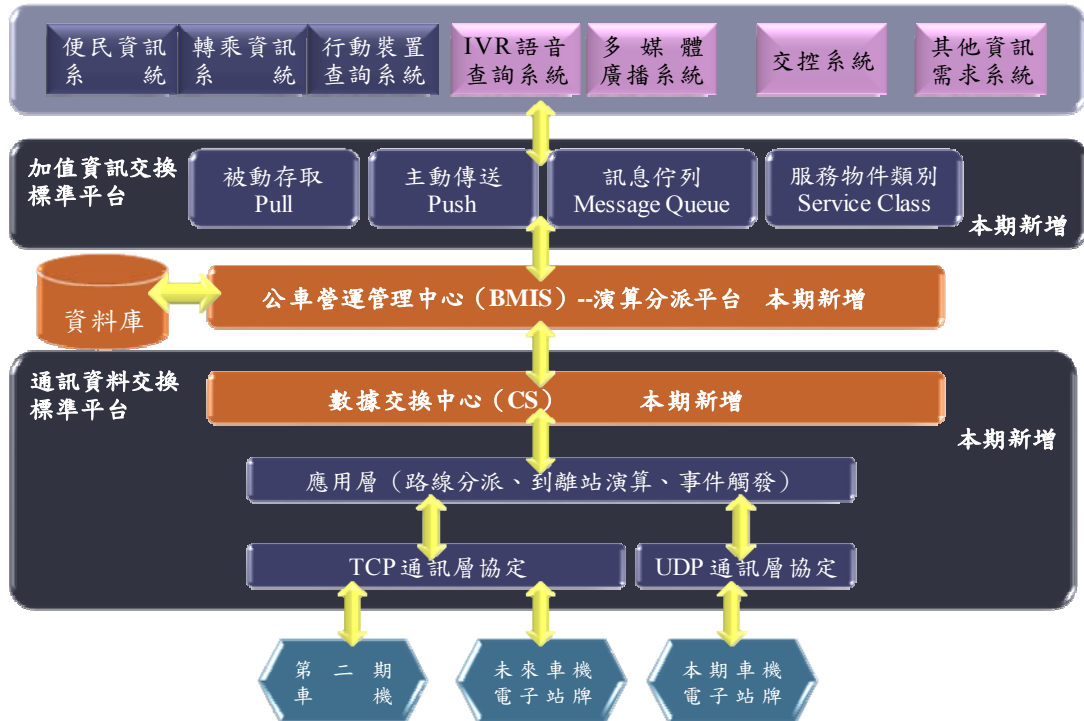 便民資訊
系統
轉乘資訊
系統
行動裝置
查詢系統
IVR語音
查詢系統
多媒體
廣播系統
交控系統
其他資訊
需求系統
加值資訊交換
標準平台
被動存取
Pull
主動傳送
Push
訊息佇列
Message Queue
服務物件類別
Service Class
本期新增
資料庫
公車營運管理中心（BMIS）--演算分派平台 本期新增
通訊資料交換
標準平台
數據交換中心（CS） 本期新增
本期新增
應用層（路線分派、到離站演算、事件觸發）
TCP通訊層協定
UDP通訊層協定
第二期
車機
未來車機
電子站牌
本期車機
電子站牌